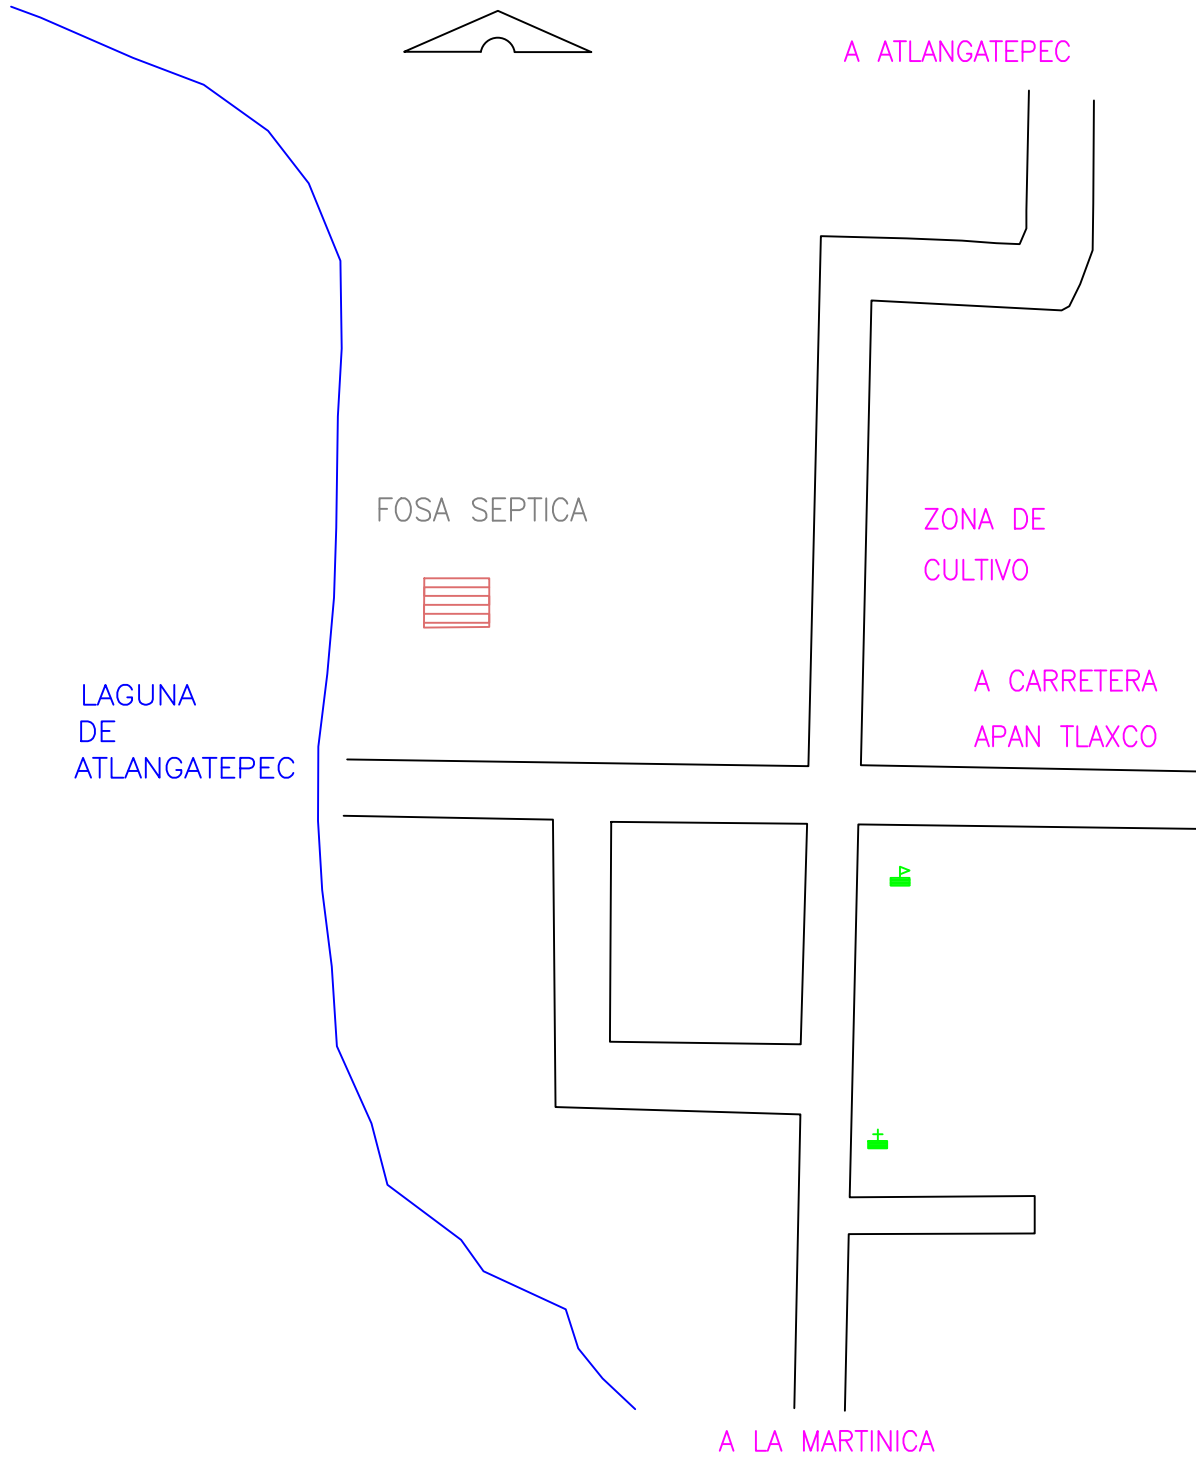 A ATLANGATEPEC
FOSA SEPTICA
ZONA DE
CULTIVO
A CARRETERA
APAN TLAXCO
LAGUNA
DE
ATLANGATEPEC
A LA MARTINICA